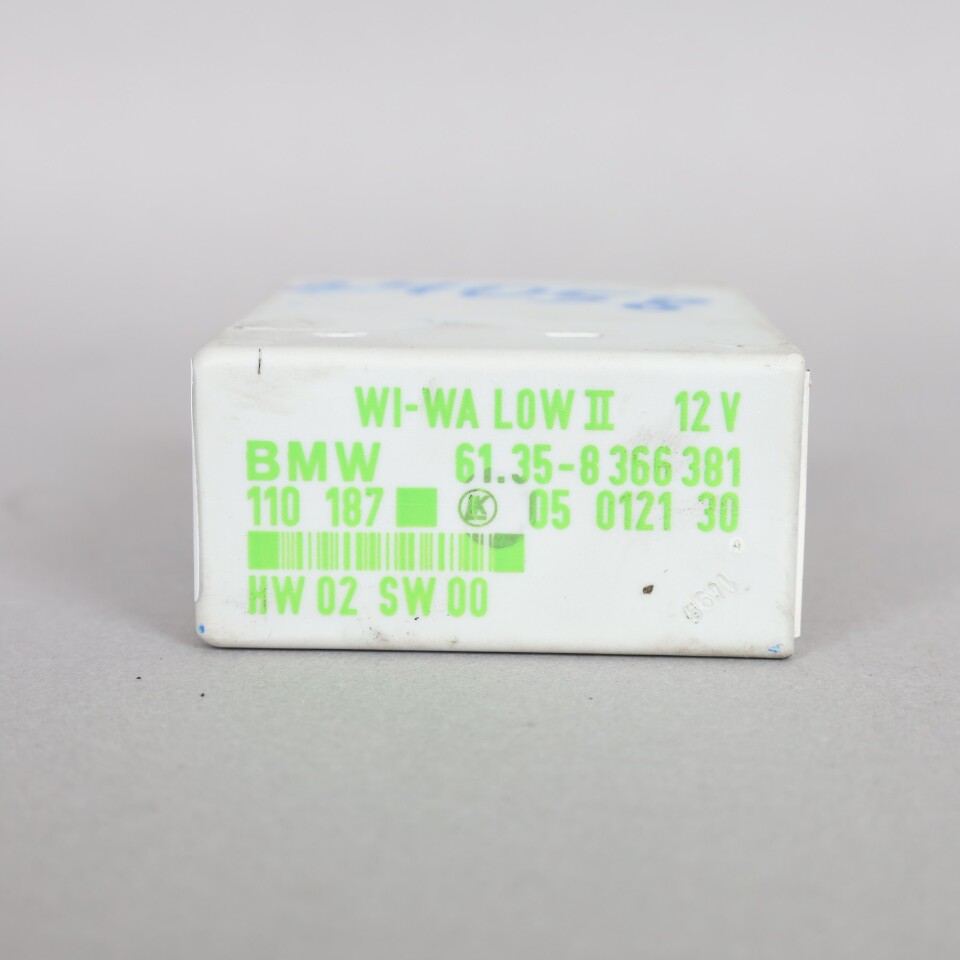 WI-WA LOW II 12 V
BMW 61.35-8 366 381
110 187 LK 05 0121 30
HW 02 SW 00